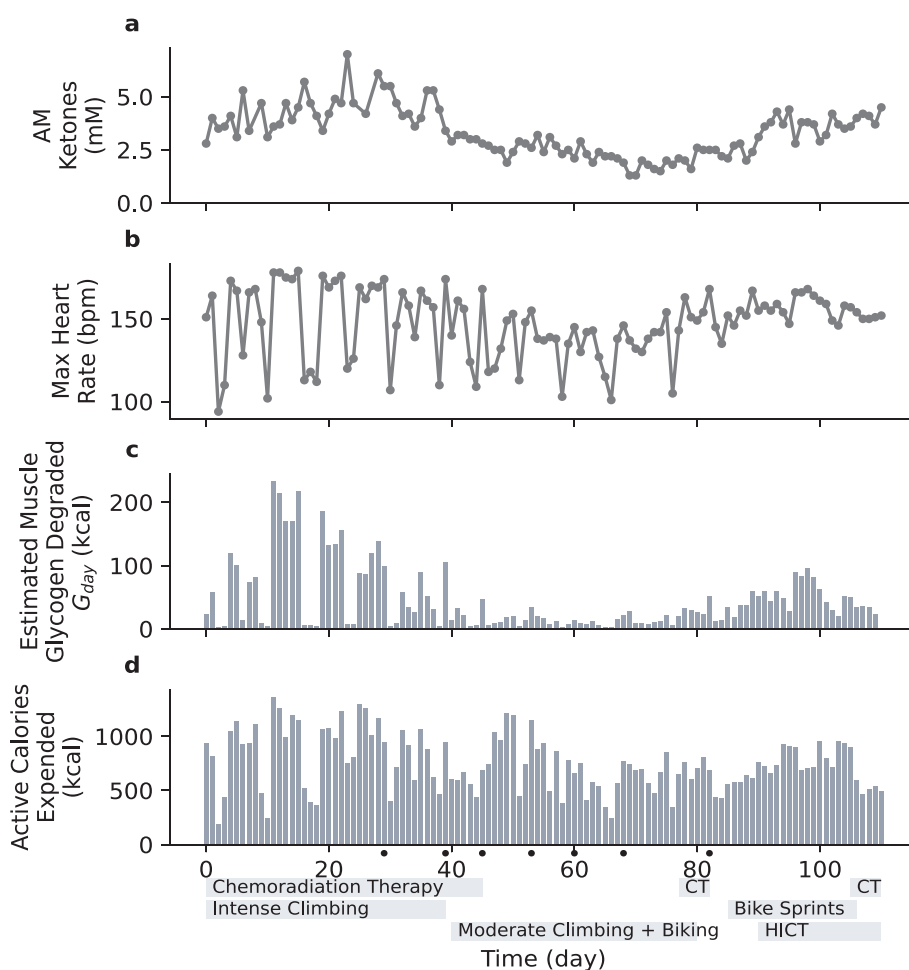 a
AM
Ketones
(mM)
5.0
2.5
0.0
b
Max Heart
Rate (bpm)
150
100
c
Estimated Muscle
Glycogen Degraded
G_day (kcal)
200
100
0
d
Active Calories
Expended
(kcal)
1000
500
0
0 20 40 60 80 100
Chemoradiation Therapy CT CT
Intense Climbing Bike Sprints
Moderate Climbing + Biking HICT
Time (day)